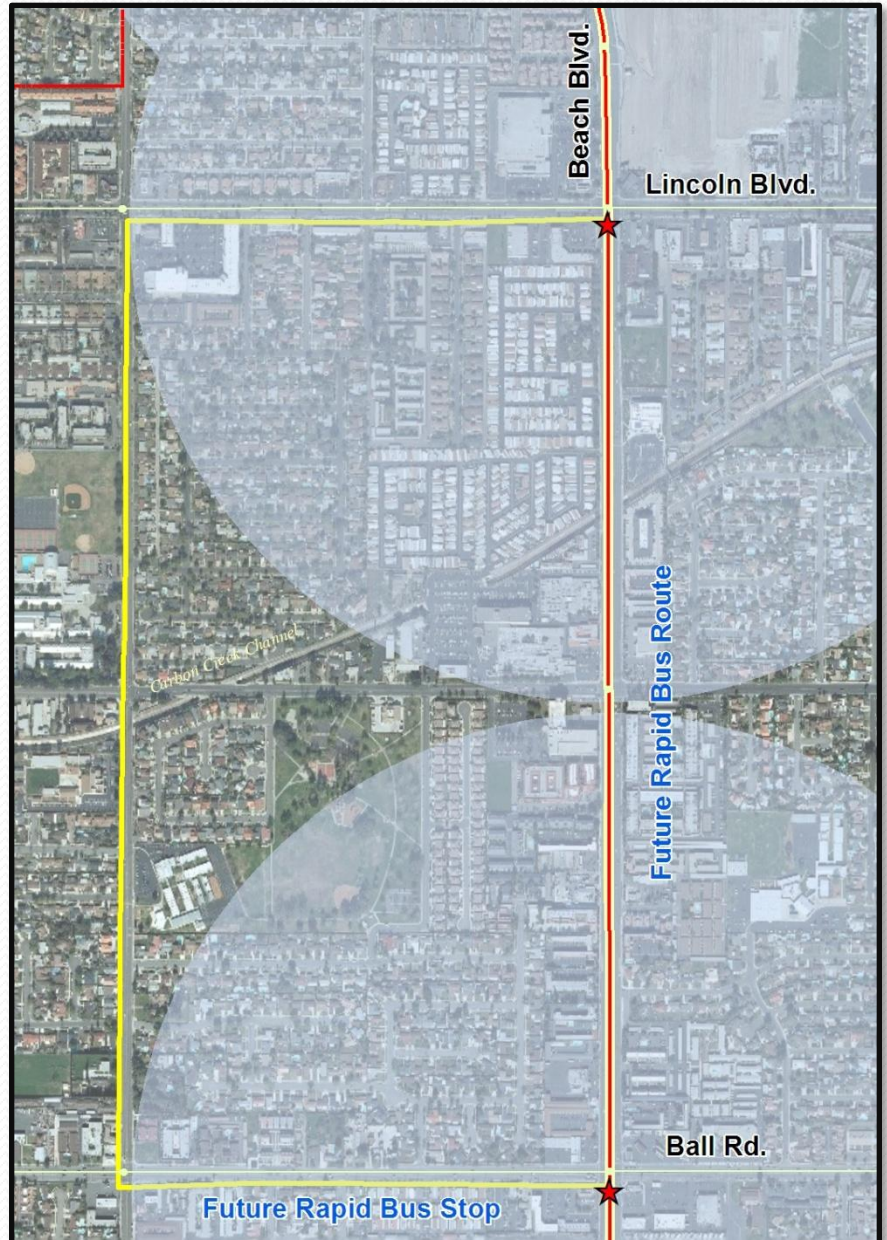 Beach Blvd.
Lincoln Blvd.
Carbon Creek Channel
Future Rapid Bus Route
Ball Rd.
Future Rapid Bus Stop